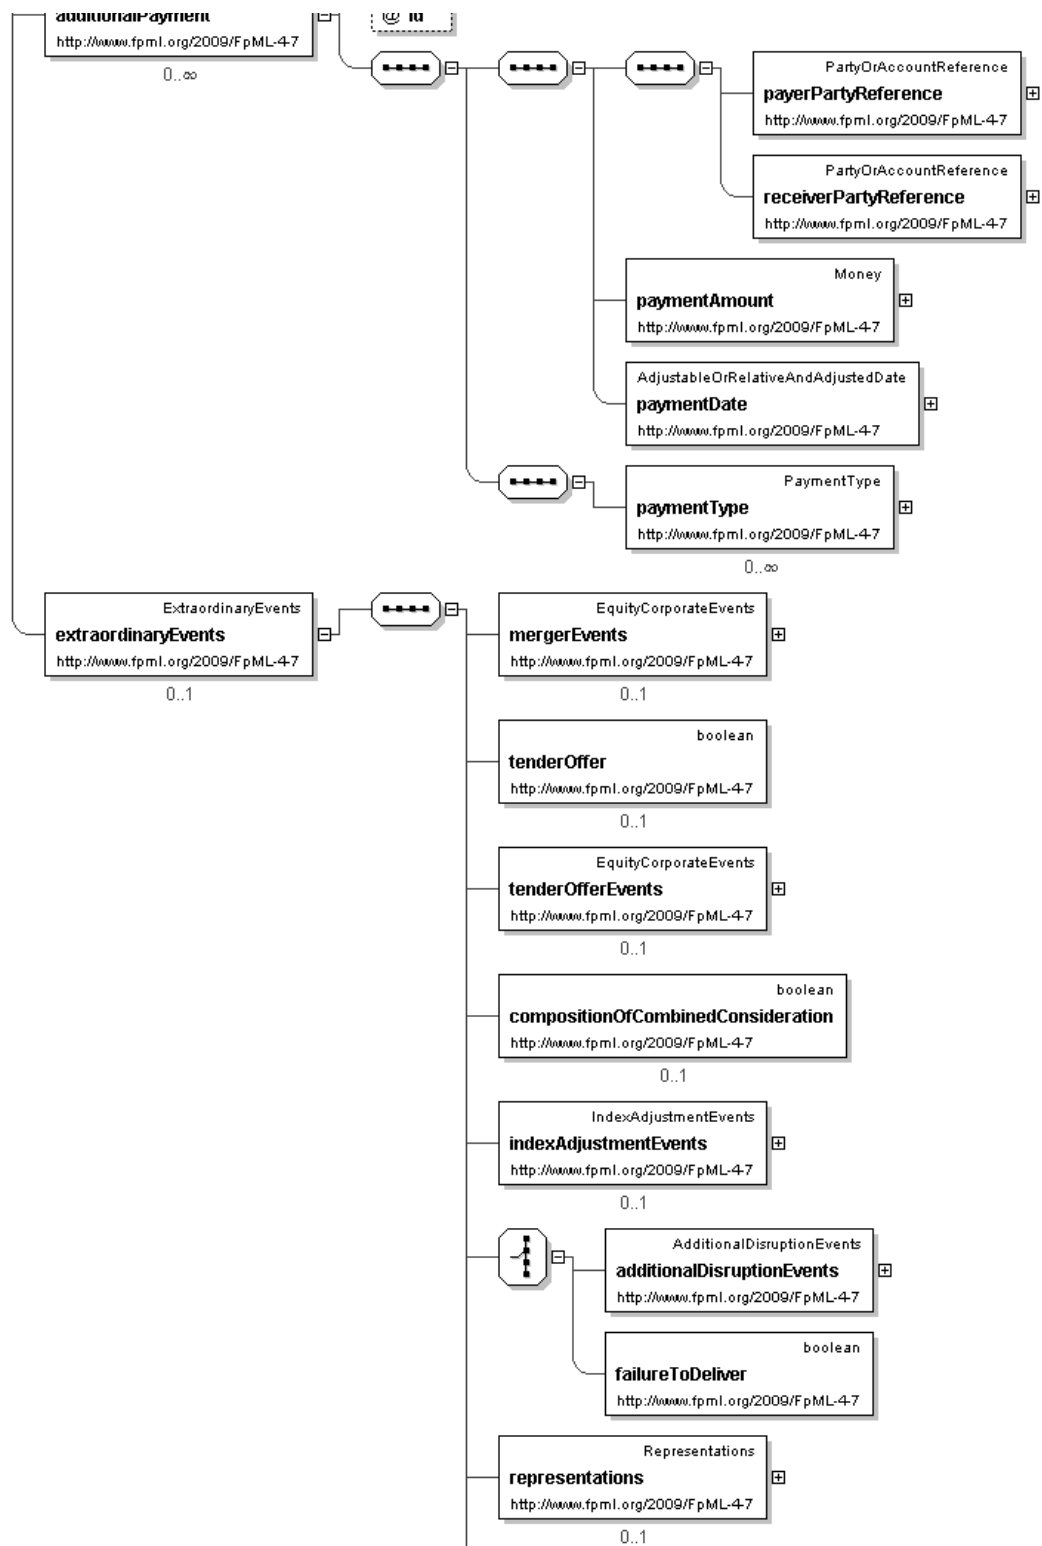 additionalPayment
http://www.fpml.org/2009/FpML-4-7
0..∞
@ id
PartyOrAccountReference
payerPartyReference
http://www.fpml.org/2009/FpML-4-7
PartyOrAccountReference
receiverPartyReference
http://www.fpml.org/2009/FpML-4-7
Money
paymentAmount
http://www.fpml.org/2009/FpML-4-7
AdjustableOrRelativeAndAdjustedDate
paymentDate
http://www.fpml.org/2009/FpML-4-7
PaymentType
paymentType
http://www.fpml.org/2009/FpML-4-7
0..∞
ExtraordinaryEvents
extraordinaryEvents
http://www.fpml.org/2009/FpML-4-7
0..1
EquityCorporateEvents
mergerEvents
http://www.fpml.org/2009/FpML-4-7
0..1
boolean
tenderOffer
http://www.fpml.org/2009/FpML-4-7
0..1
EquityCorporateEvents
tenderOfferEvents
http://www.fpml.org/2009/FpML-4-7
0..1
boolean
compositionOfCombinedConsideration
http://www.fpml.org/2009/FpML-4-7
0..1
IndexAdjustmentEvents
indexAdjustmentEvents
http://www.fpml.org/2009/FpML-4-7
0..1
AdditionalDisruptionEvents
additionalDisruptionEvents
http://www.fpml.org/2009/FpML-4-7
boolean
failureToDeliver
http://www.fpml.org/2009/FpML-4-7
Representations
representations
http://www.fpml.org/2009/FpML-4-7
0..1